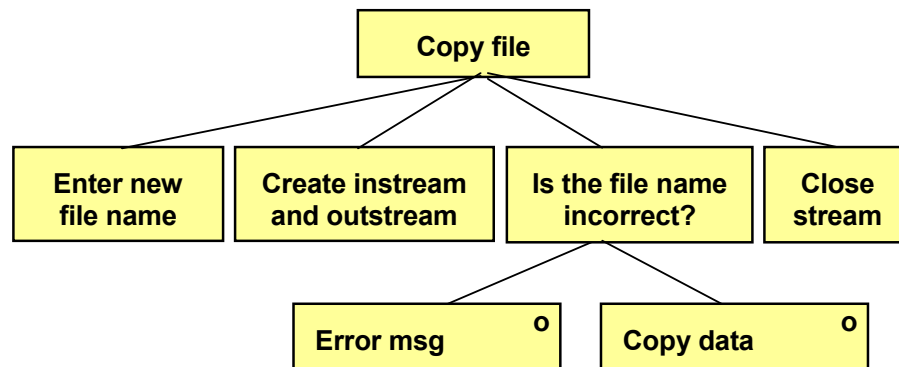 Copy file
Enter new
file name
Create instream
and outstream
Is the file name
incorrect?
Close
stream
Error msg
o
Copy data
o